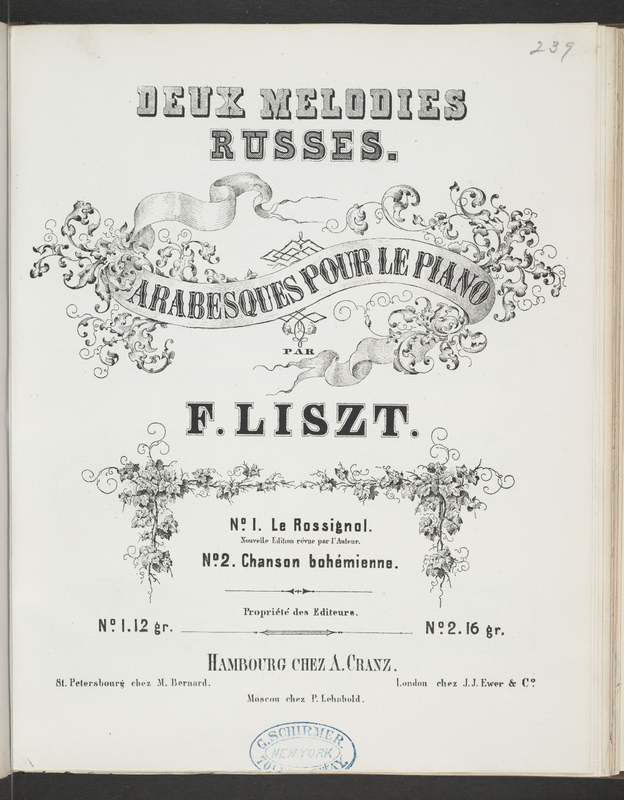 239
DEUX MELODIES
RUSSES.
ARABESQUES POUR LE PIANO
PAR
F. LISZT.
Nº 1. Le Rossignol.
Nouvelle Edition révue par l'Auteur.
Nº 2. Chanson bohémienne.
Propriété des Editeurs.
Nº 1. 12 gr.
Nº 2. 16 gr.
HAMBOURG CHEZ A. CRANZ.
St. Petersbourg chez M. Bernard.
London chez J. J. Ewer & Cº
Moscou chez P. Lehnhold.
G. SCHIRMER
NEW-YORK